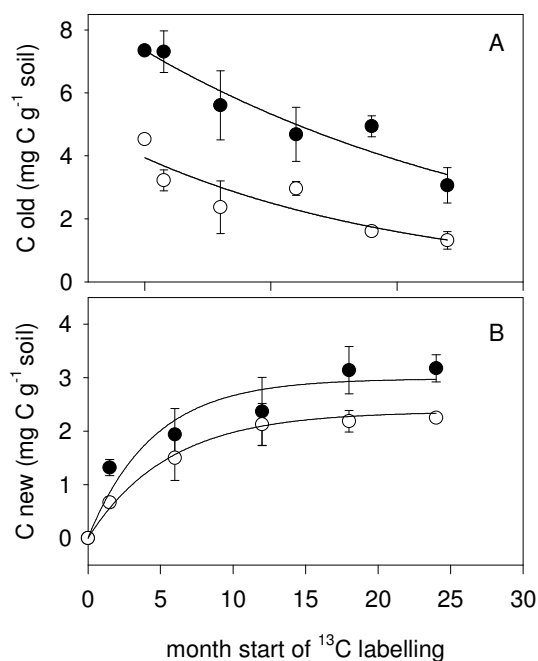 8
A
6
4
2
0
C old (mg C g⁻¹ soil)
4
B
3
2
1
0
C new (mg C g⁻¹ soil)
0 5 10 15 20 25 30
month start of ¹³C labelling